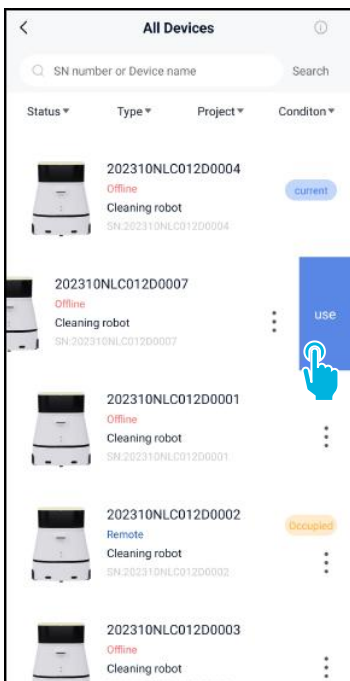 All Devices
SN number or Device name Search
Status Type Project Conditon
202310NLC012D0004
Offline current
Cleaning robot
SN:202310NLC012D0004
202310NLC012D0007
Offline use
Cleaning robot
SN:202310NLC012D0007
202310NLC012D0001
Offline
Cleaning robot
SN:202310NLC012D0001
202310NLC012D0002
Remote Occupied
Cleaning robot
SN:202310NLC012D0002
202310NLC012D0003
Offline
Cleaning robot